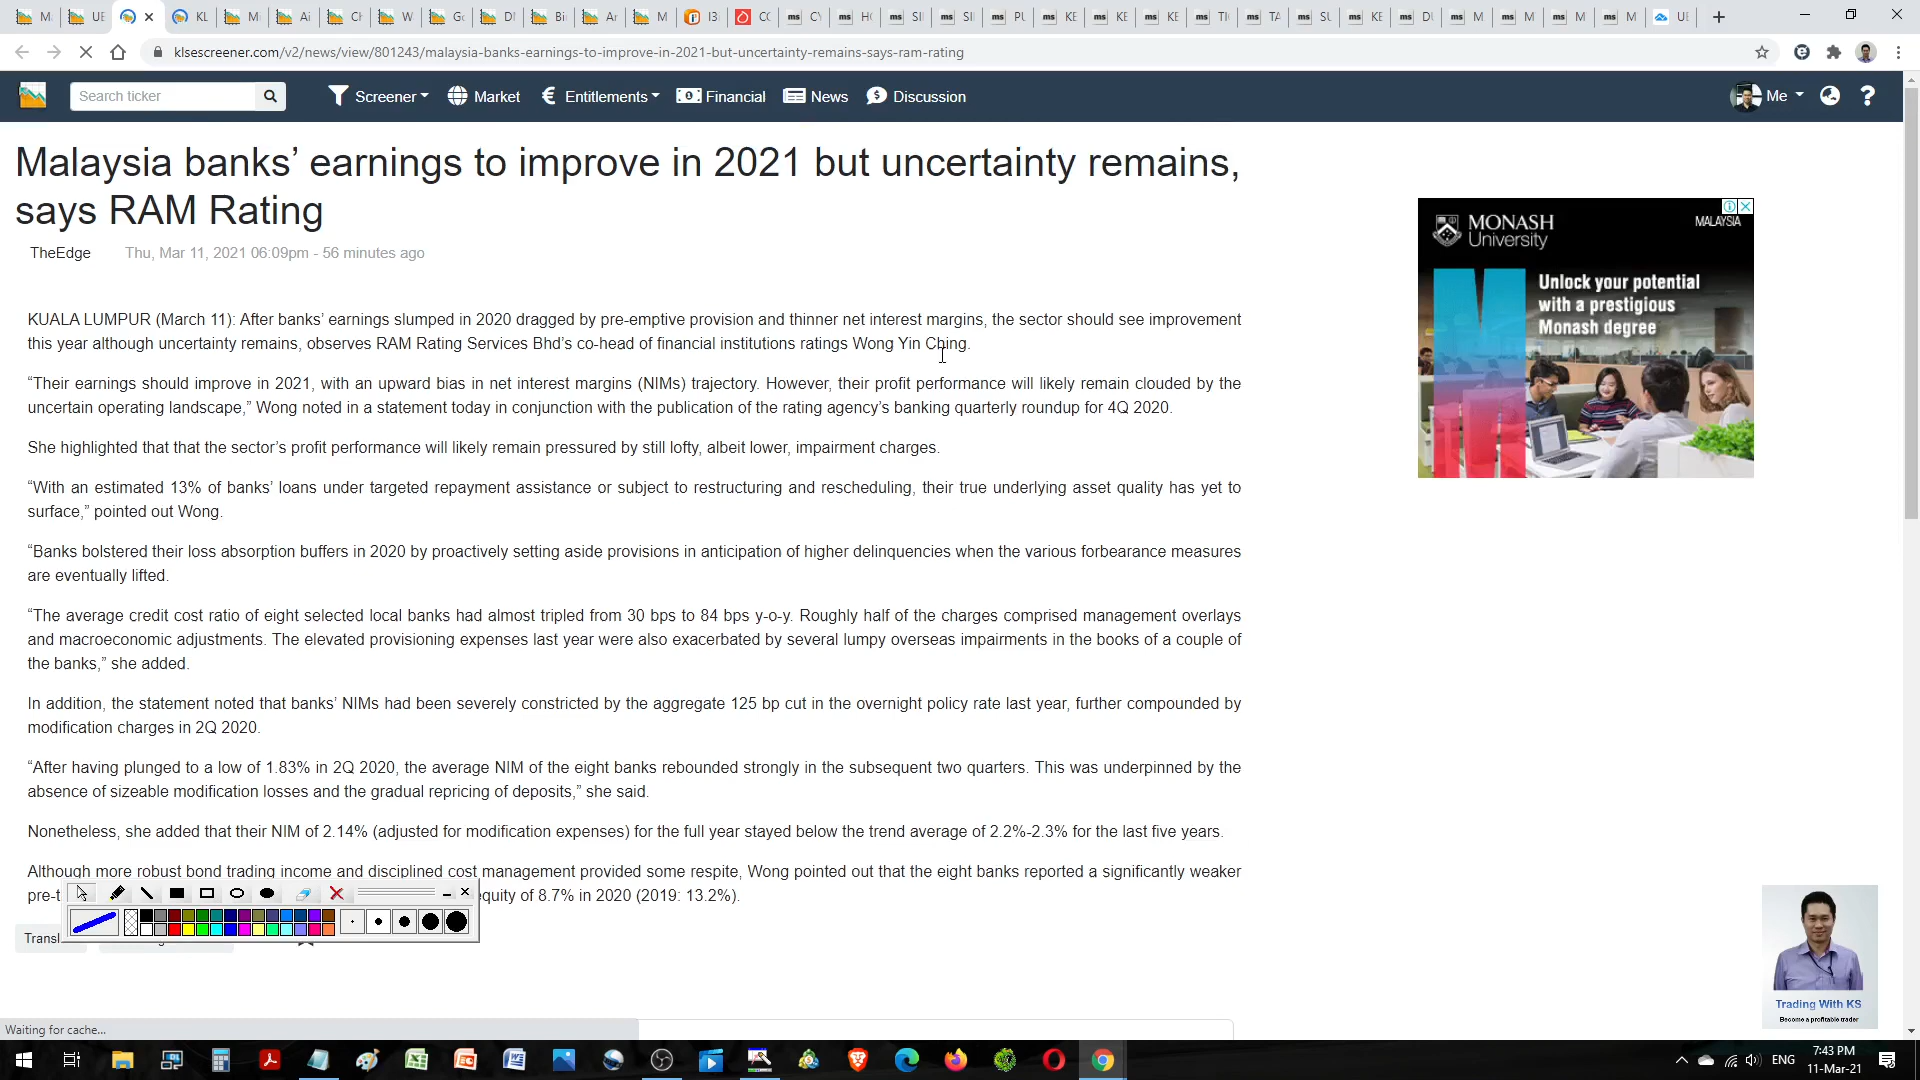 klsescreener.com/v2/news/view/801243/malaysia-banks-earnings-to-improve-in-2021-but-uncertainty-remains-says-ram-rating
Search ticker
Screener
Market
Entitlements
Financial
News
Discussion
Me
Malaysia banks’ earnings to improve in 2021 but uncertainty remains,
says RAM Rating
TheEdge Thu, Mar 11, 2021 06:09pm - 56 minutes ago
KUALA LUMPUR (March 11): After banks’ earnings slumped in 2020 dragged by pre-emptive provision and thinner net interest margins, the sector should see improvement
this year although uncertainty remains, observes RAM Rating Services Bhd’s co-head of financial institutions ratings Wong Yin Ching.
“Their earnings should improve in 2021, with an upward bias in net interest margins (NIMs) trajectory. However, their profit performance will likely remain clouded by the
uncertain operating landscape,” Wong noted in a statement today in conjunction with the publication of the rating agency’s banking quarterly roundup for 4Q 2020.
She highlighted that that the sector’s profit performance will likely remain pressured by still lofty, albeit lower, impairment charges.
“With an estimated 13% of banks’ loans under targeted repayment assistance or subject to restructuring and rescheduling, their true underlying asset quality has yet to
surface,” pointed out Wong.
“Banks bolstered their loss absorption buffers in 2020 by proactively setting aside provisions in anticipation of higher delinquencies when the various forbearance measures
are eventually lifted.
“The average credit cost ratio of eight selected local banks had almost tripled from 30 bps to 84 bps y-o-y. Roughly half of the charges comprised management overlays
and macroeconomic adjustments. The elevated provisioning expenses last year were also exacerbated by several lumpy overseas impairments in the books of a couple of
the banks,” she added.
In addition, the statement noted that banks’ NIMs had been severely constricted by the aggregate 125 bp cut in the overnight policy rate last year, further compounded by
modification charges in 2Q 2020.
“After having plunged to a low of 1.83% in 2Q 2020, the average NIM of the eight banks rebounded strongly in the subsequent two quarters. This was underpinned by the
absence of sizeable modification losses and the gradual repricing of deposits,” she said.
Nonetheless, she added that their NIM of 2.14% (adjusted for modification expenses) for the full year stayed below the trend average of 2.2%-2.3% for the last five years.
Although more robust bond trading income and disciplined cost management provided some respite, Wong pointed out that the eight banks reported a significantly weaker
pre-t quity of 8.7% in 2020 (2019: 13.2%).
Transl
MONASH
University
MALAYSIA
Unlock your potential
with a prestigious
Monash degree
Trading With KS
Become a profitable trader
Waiting for cache...
ENG
7:43 PM
11-Mar-21